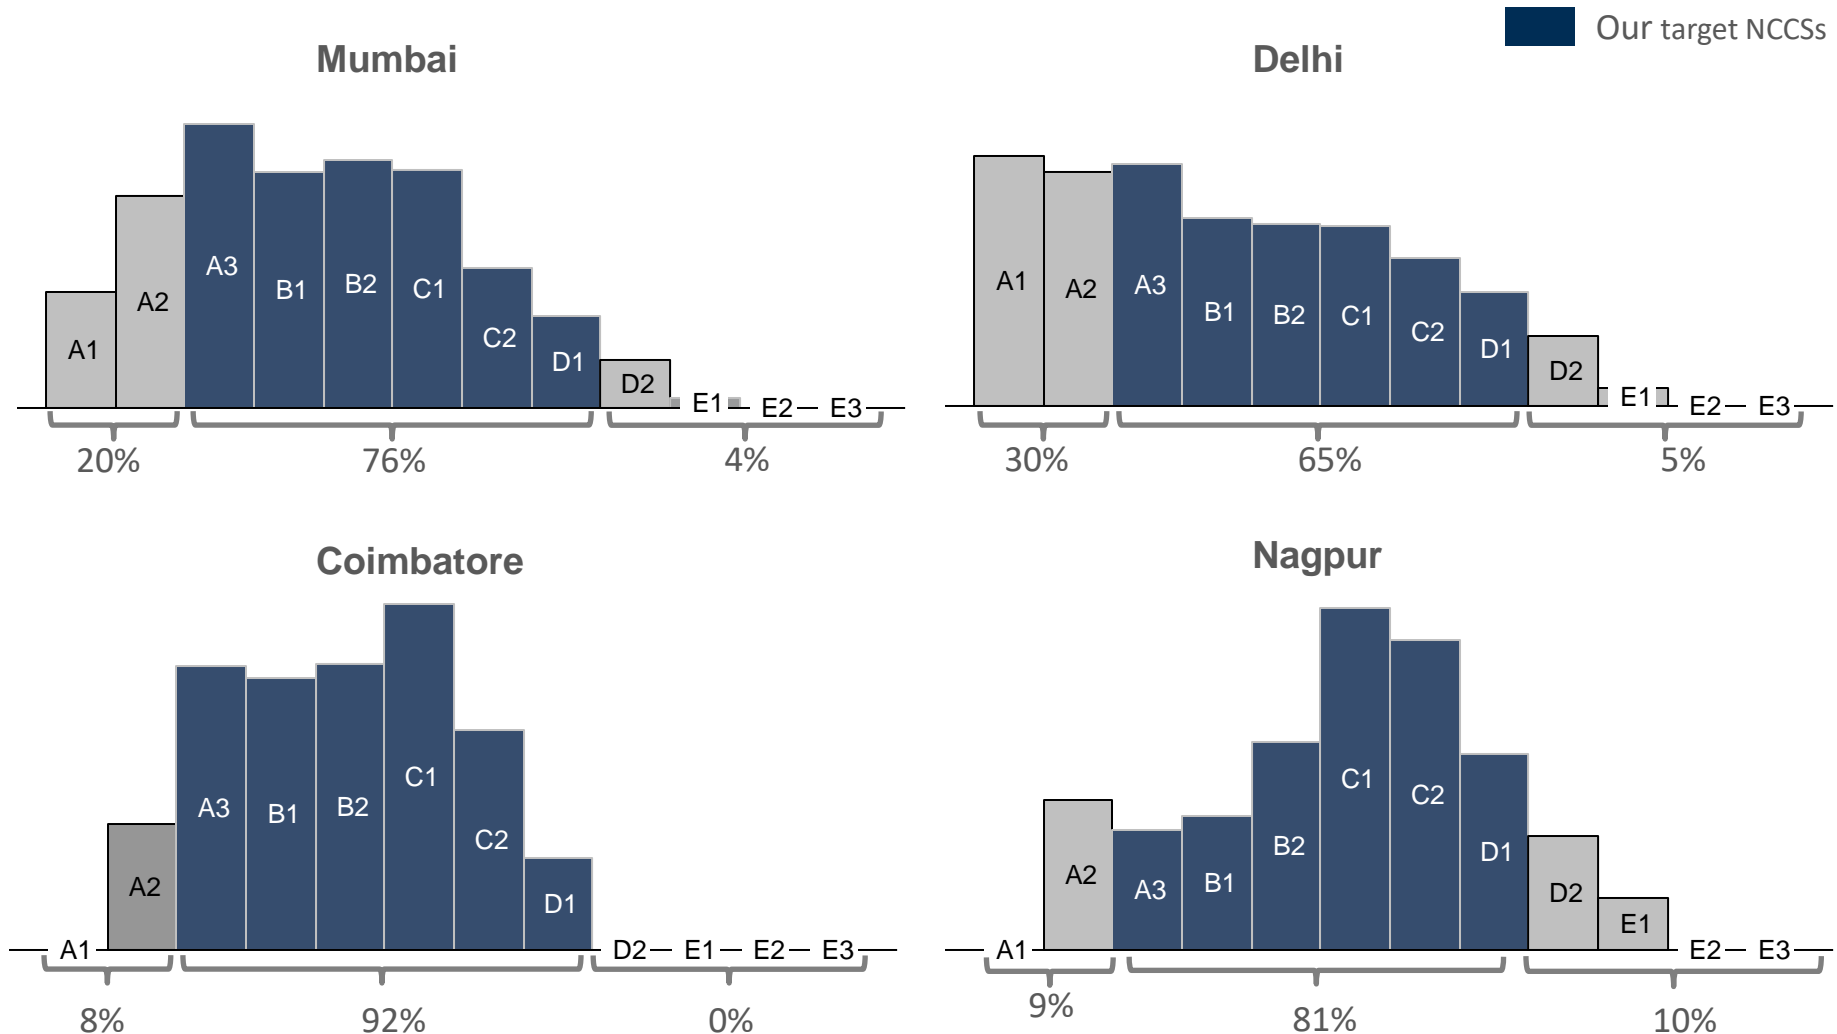 Our target NCCSs
Mumbai
A1
A2
A3
B1
B2
C1
C2
D1
D2
E1
E2
E3
20%
76%
4%
Delhi
A1
A2
A3
B1
B2
C1
C2
D1
D2
E1
E2
E3
30%
65%
5%
Coimbatore
A1
A2
A3
B1
B2
C1
C2
D1
D2
E1
E2
E3
8%
92%
0%
Nagpur
A1
A2
A3
B1
B2
C1
C2
D1
D2
E1
E2
E3
9%
81%
10%